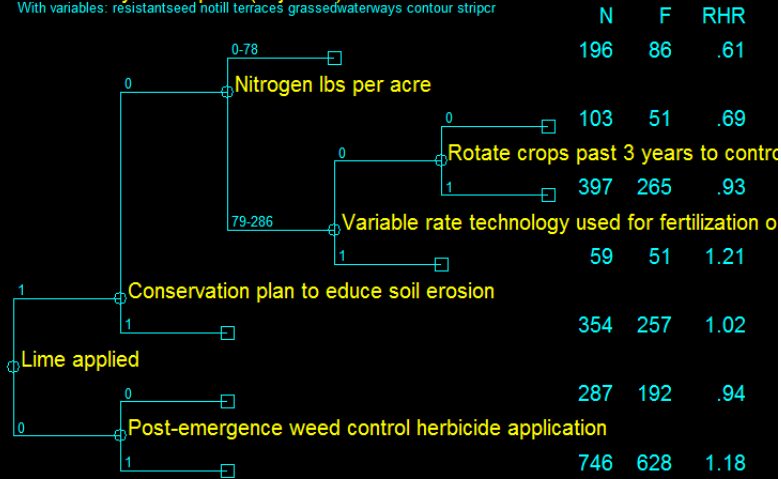 With variables: resistantseed notill terraces grassedwaterways contour stripcr
N F RHR
0-78 196 86 .61
0 Nitrogen lbs per acre
0 103 51 .69
0 Rotate crops past 3 years to contro
1 397 265 .93
79-286 Variable rate technology used for fertilization o
1 59 51 1.21
1 Conservation plan to educe soil erosion
1 354 257 1.02
Lime applied
0 287 192 .94
0 Post-emergence weed control herbicide application
1 746 628 1.18